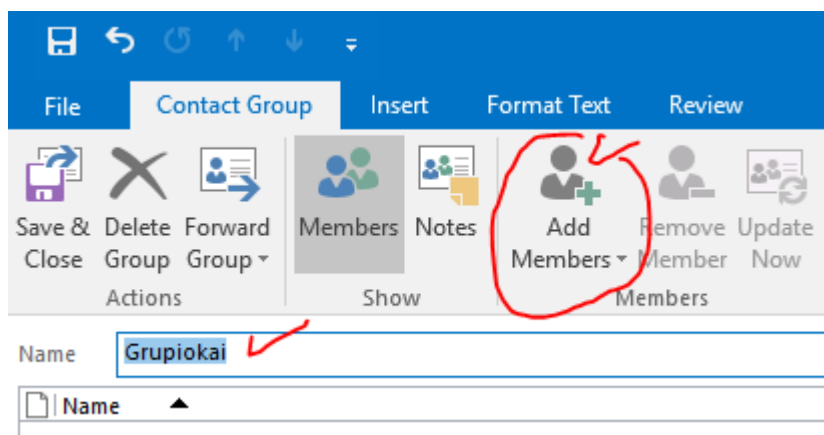 File Contact Group Insert Format Text Review
Save & Close Delete Group Forward Group Members Notes Add Members Remove Member Update Now
Actions Show Members
Name Grupiokai
Name